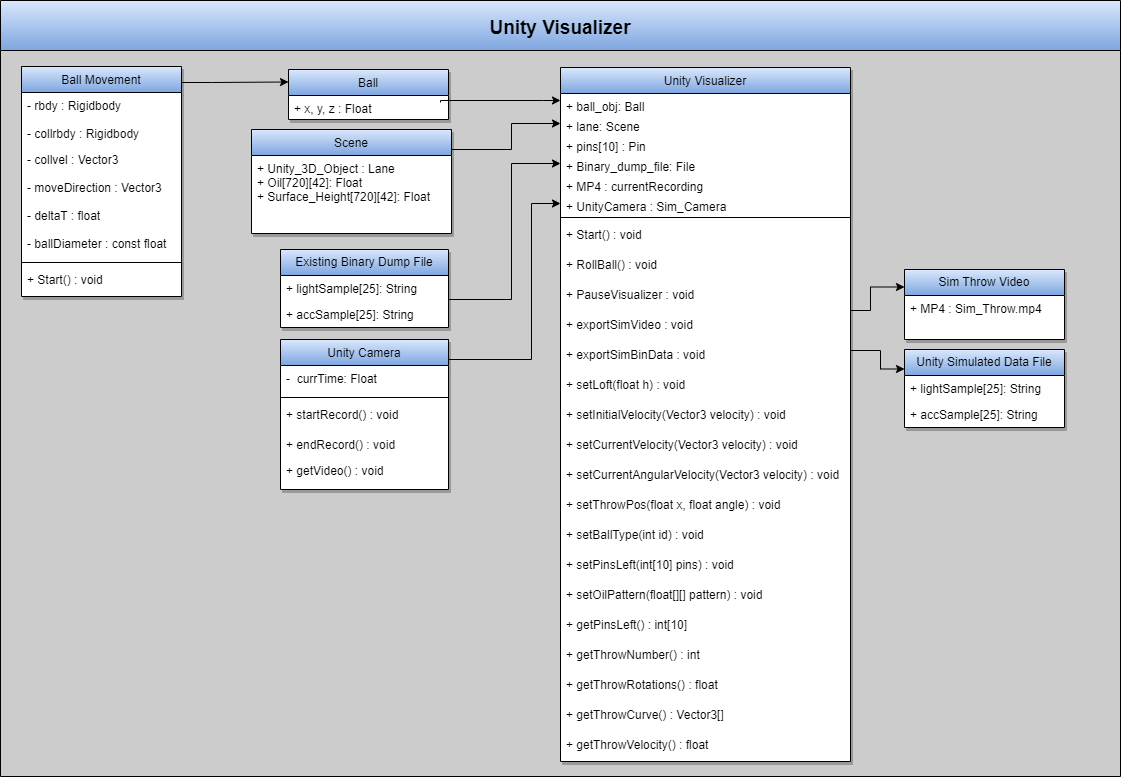 Unity Visualizer
Ball Movement
- rbdy : Rigidbody
- collrbdy : Rigidbody
- collvel : Vector3
- moveDirection : Vector3
- deltaT : float
- ballDiameter : const float
+ Start() : void
Ball
+ x, y, z : Float
Scene
+ Unity_3D_Object : Lane
+ Oil[720][42]: Float
+ Surface_Height[720][42]: Float
Existing Binary Dump File
+ lightSample[25]: String
+ accSample[25]: String
Unity Camera
- currTime: Float
+ startRecord() : void
+ endRecord() : void
+ getVideo() : void
Unity Visualizer
+ ball_obj: Ball
+ lane: Scene
+ pins[10] : Pin
+ Binary_dump_file: File
+ MP4 : currentRecording
+ UnityCamera : Sim_Camera
+ Start() : void
+ RollBall() : void
+ PauseVisualizer : void
+ exportSimVideo : void
+ exportSimBinData : void
+ setLoft(float h) : void
+ setInitialVelocity(Vector3 velocity) : void
+ setCurrentVelocity(Vector3 velocity) : void
+ setCurrentAngularVelocity(Vector3 velocity) : void
+ setThrowPos(float x, float angle) : void
+ setBallType(int id) : void
+ setPinsLeft(int[10] pins) : void
+ setOilPattern(float[][] pattern) : void
+ getPinsLeft() : int[10]
+ getThrowNumber() : int
+ getThrowRotations() : float
+ getThrowCurve() : Vector3[]
+ getThrowVelocity() : float
Sim Throw Video
+ MP4 : Sim_Throw.mp4
Unity Simulated Data File
+ lightSample[25]: String
+ accSample[25]: String